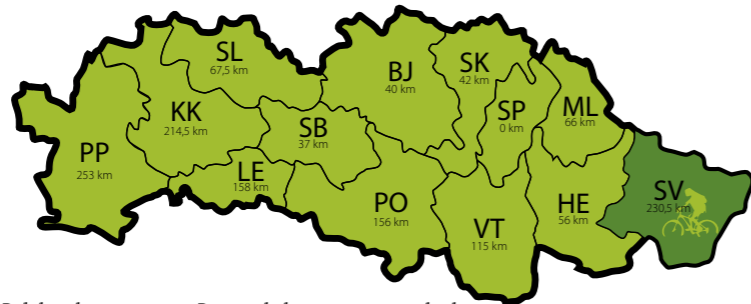 SL
67,5 km
BJ
40 km
SK
42 km
SP
0 km
ML
66 km
KK
214,5 km
SB
37 km
PP
253 km
LE
158 km
PO
156 km
VT
115 km
HE
56 km
SV
230,5 km